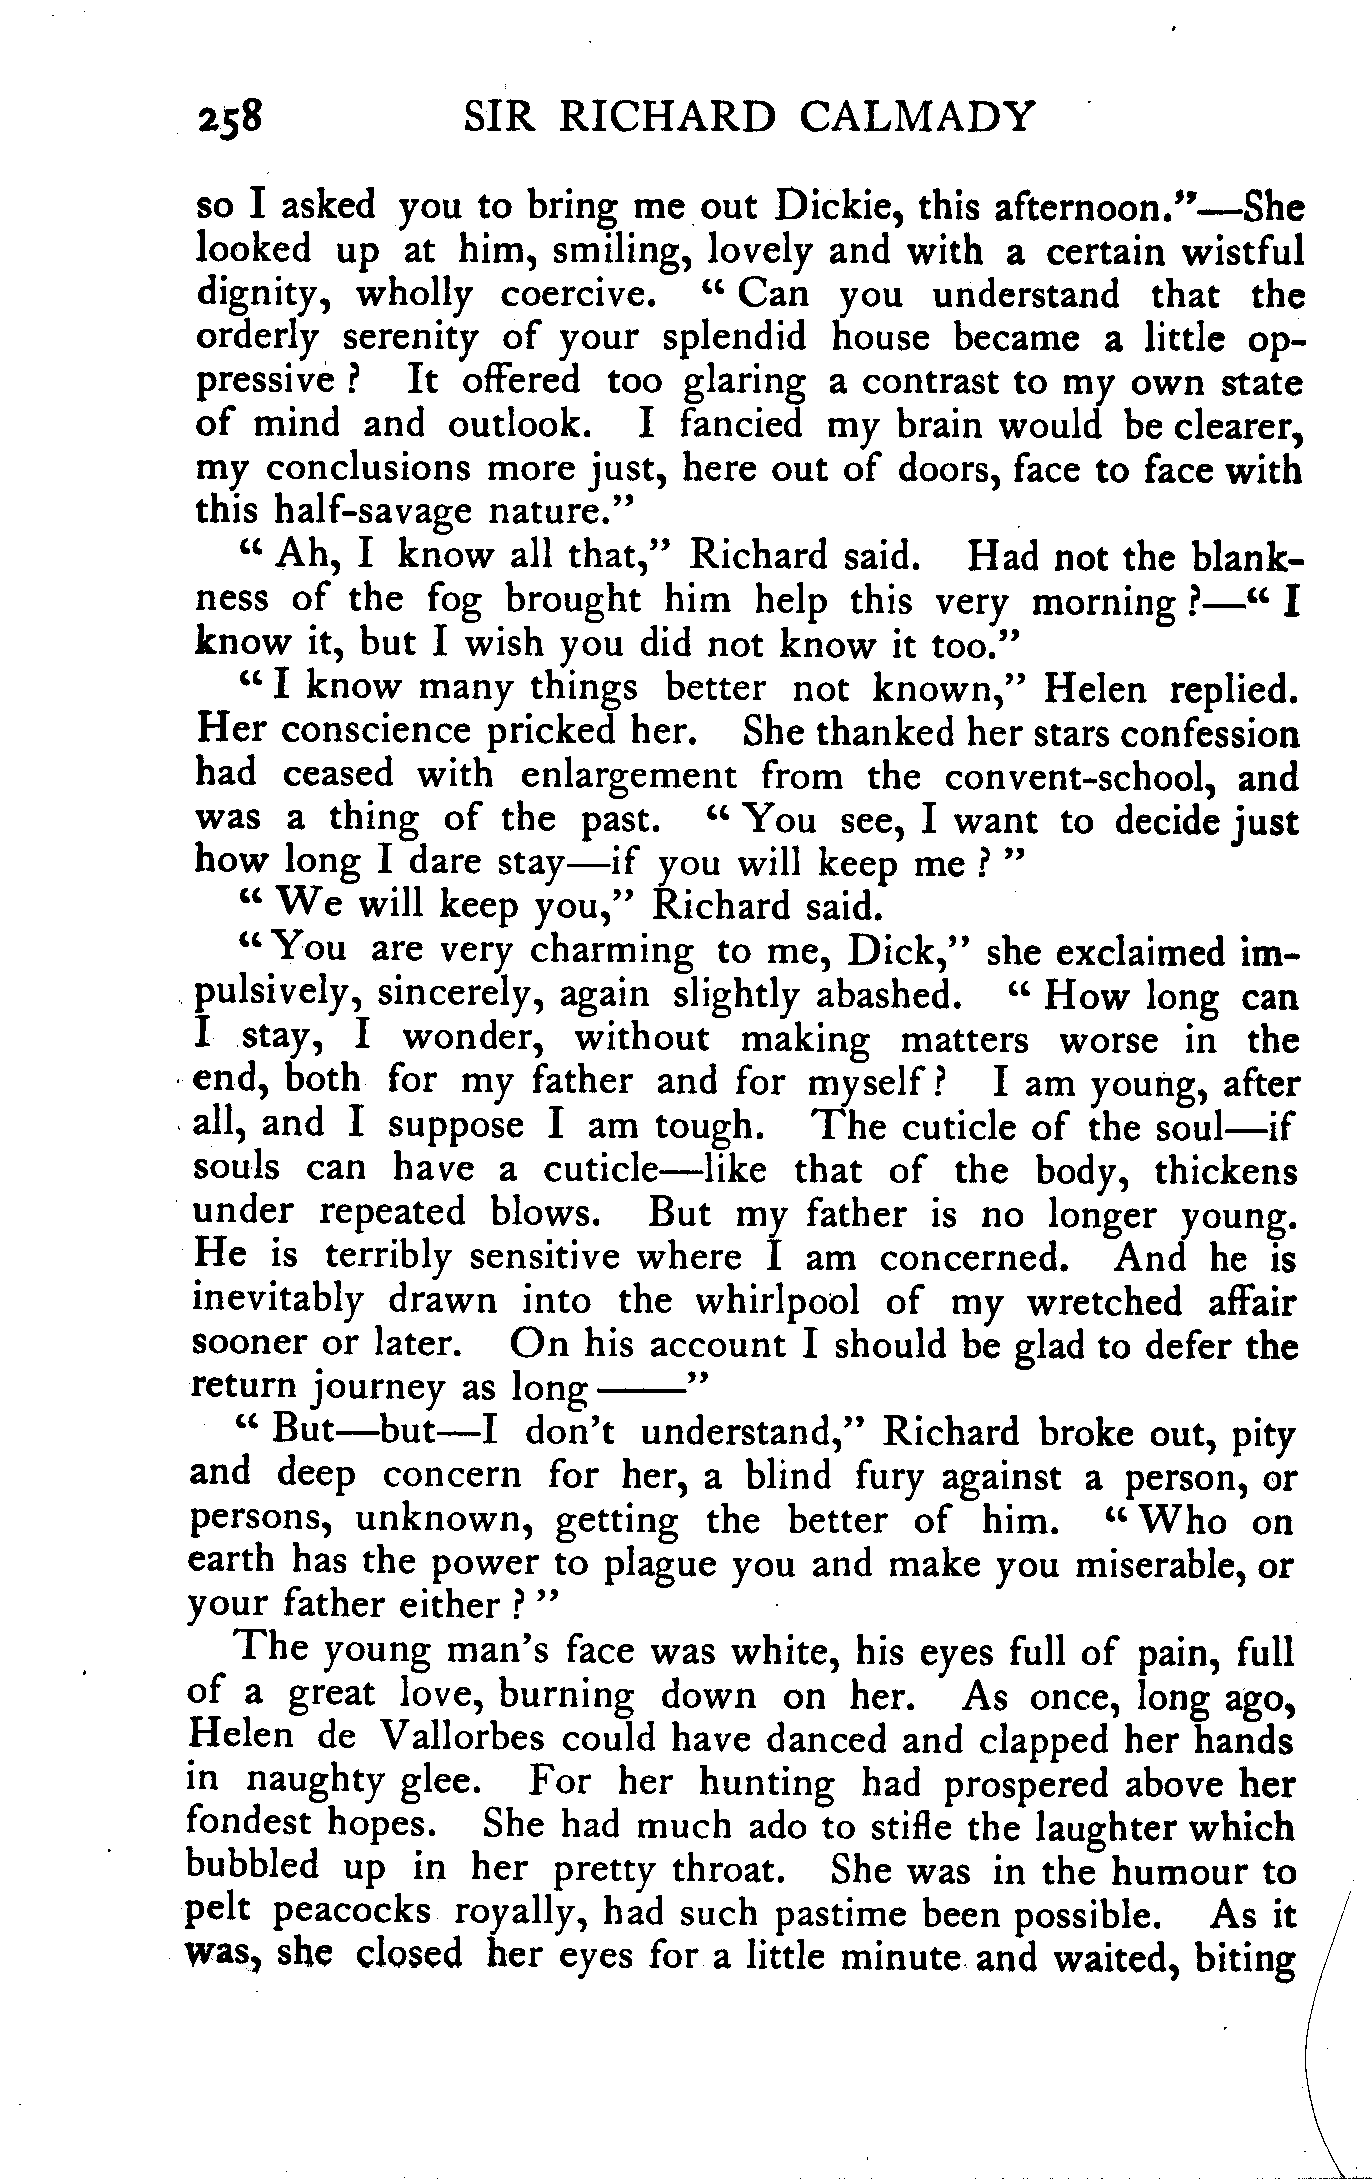 258 SIR RICHARD CALMADY
so I asked you to bring me out Dickie, this afternoon."—She
looked up at him, smiling, lovely and with a certain wistful
dignity, wholly coercive. "Can you understand that the
orderly serenity of your splendid house became a little op-
pressive? It offered too glaring a contrast to my own state
of mind and outlook. I fancied my brain would be clearer,
my conclusions more just, here out of doors, face to face with
this half-savage nature."
"Ah, I know all that," Richard said. Had not the blank-
ness of the fog brought him help this very morning?—"I
know it, but I wish you did not know it too."
"I know many things better not known," Helen replied.
Her conscience pricked her. She thanked her stars confession
had ceased with enlargement from the convent-school, and
was a thing of the past. "You see, I want to decide just
how long I dare stay—if you will keep me?"
"We will keep you," Richard said.
"You are very charming to me, Dick," she exclaimed im-
pulsively, sincerely, again slightly abashed. "How long can
I stay, I wonder, without making matters worse in the
end, both for my father and for myself? I am young, after
all, and I suppose I am tough. The cuticle of the soul—if
souls can have a cuticle—like that of the body, thickens
under repeated blows. But my father is no longer young.
He is terribly sensitive where I am concerned. And he is
inevitably drawn into the whirlpool of my wretched affair
sooner or later. On his account I should be glad to defer the
return journey as long——"
"But—but—I don't understand," Richard broke out, pity
and deep concern for her, a blind fury against a person, or
persons, unknown, getting the better of him. "Who on
earth has the power to plague you and make you miserable, or
your father either?"
The young man's face was white, his eyes full of pain, full
of a great love, burning down on her. As once, long ago,
Helen de Vallorbes could have danced and clapped her hands
in naughty glee. For her hunting had prospered above her
fondest hopes. She had much ado to stifle the laughter which
bubbled up in her pretty throat. She was in the humour to
pelt peacocks royally, had such pastime been possible. As it
was, she closed her eyes for a little minute and waited, biting